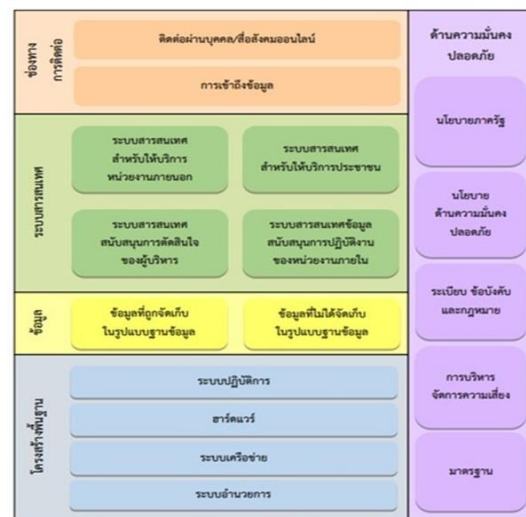 ช่องทาง
การติดต่อ
ติดต่อผ่านบุคคล/สื่อสังคมออนไลน์
การเข้าถึงข้อมูล
ระบบสารสนเทศ
ระบบสารสนเทศ
สำหรับให้บริการ
หน่วยงานภายนอก
ระบบสารสนเทศ
สำหรับให้บริการประชาชน
ระบบสารสนเทศ
สนับสนุนการตัดสินใจ
ของผู้บริหาร
ระบบสารสนเทศข้อมูล
สนับสนุนการปฏิบัติงาน
ของหน่วยงานภายใน
ข้อมูล
ข้อมูลที่ถูกจัดเก็บ
ในรูปแบบฐานข้อมูล
ข้อมูลที่ไม่ได้จัดเก็บ
ในรูปแบบฐานข้อมูล
โครงสร้างพื้นฐาน
ระบบปฏิบัติการ
ฮาร์ดแวร์
ระบบเครือข่าย
ระบบอำนวยการ
ด้านความมั่นคง
ปลอดภัย
นโยบายภาครัฐ
นโยบาย
ด้านความมั่นคง
ปลอดภัย
ระเบียบ ข้อบังคับ
และกฎหมาย
การบริหาร
จัดการความเสี่ยง
มาตรฐาน